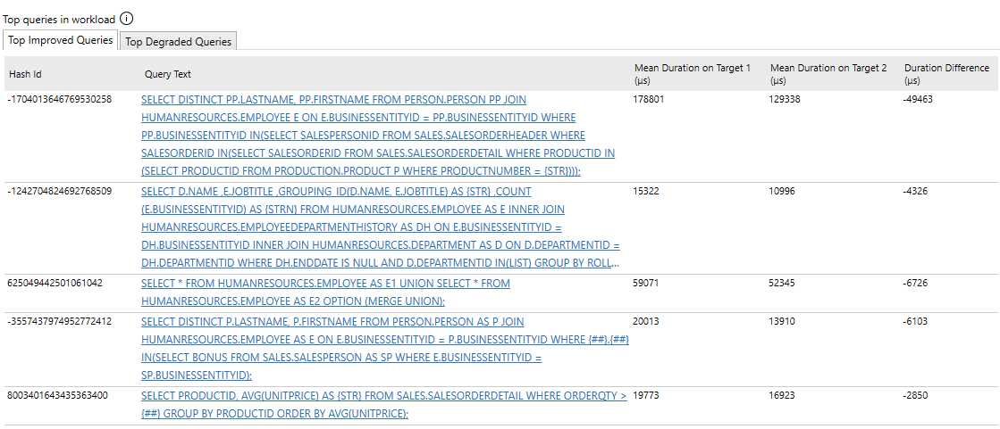 Top queries in workload
Top Improved Queries Top Degraded Queries
Hash Id Query Text Mean Duration on Target 1 (µs) Mean Duration on Target 2 (µs) Duration Difference (µs)
-1704013646769530258 SELECT DISTINCT PP.LASTNAME, PP.FIRSTNAME FROM PERSON.PERSON PP JOIN 178801 129338 -49463
HUMANRESOURCES.EMPLOYEE E ON E.BUSINESSENTITYID = PP.BUSINESSENTITYID WHERE
PP.BUSINESSENTITYID IN(SELECT SALESPERSONID FROM SALES.SALESORDERHEADER WHERE
SALESORDERID IN(SELECT SALESORDERID FROM SALES.SALESORDERDETAIL WHERE PRODUCTID IN
(SELECT PRODUCTID FROM PRODUCTION.PRODUCT P WHERE PRODUCTNUMBER = {STR})));
-1242704824692768509 SELECT D.NAME ,E.JOBTITLE ,GROUPING_ID(D.NAME, E.JOBTITLE) AS {STR} ,COUNT 15322 10996 -4326
(E.BUSINESSENTITYID) AS {STRN} FROM HUMANRESOURCES.EMPLOYEE AS E INNER JOIN
HUMANRESOURCES.EMPLOYEEDEPARTMENTHISTORY AS DH ON E.BUSINESSENTITYID =
DH.BUSINESSENTITYID INNER JOIN HUMANRESOURCES.DEPARTMENT AS D ON D.DEPARTMENTID =
DH.DEPARTMENTID WHERE DH.ENDDATE IS NULL AND D.DEPARTMENTID IN(LIST) GROUP BY ROLL...
625049442501061042 SELECT * FROM HUMANRESOURCES.EMPLOYEE AS E1 UNION SELECT * FROM 59071 52345 -6726
HUMANRESOURCES.EMPLOYEE AS E2 OPTION (MERGE UNION);
-3557437974952772412 SELECT DISTINCT P.LASTNAME, P.FIRSTNAME FROM PERSON.PERSON AS P JOIN 20013 13910 -6103
HUMANRESOURCES.EMPLOYEE AS E ON E.BUSINESSENTITYID = P.BUSINESSENTITYID WHERE {##}.{##}
IN(SELECT BONUS FROM SALES.SALESPERSON AS SP WHERE E.BUSINESSENTITYID =
SP.BUSINESSENTITYID);
8003401643435363400 SELECT PRODUCTID, AVG(UNITPRICE) AS {STR} FROM SALES.SALESORDERDETAIL WHERE ORDERQTY > 19773 16923 -2850
{##} GROUP BY PRODUCTID ORDER BY AVG(UNITPRICE);